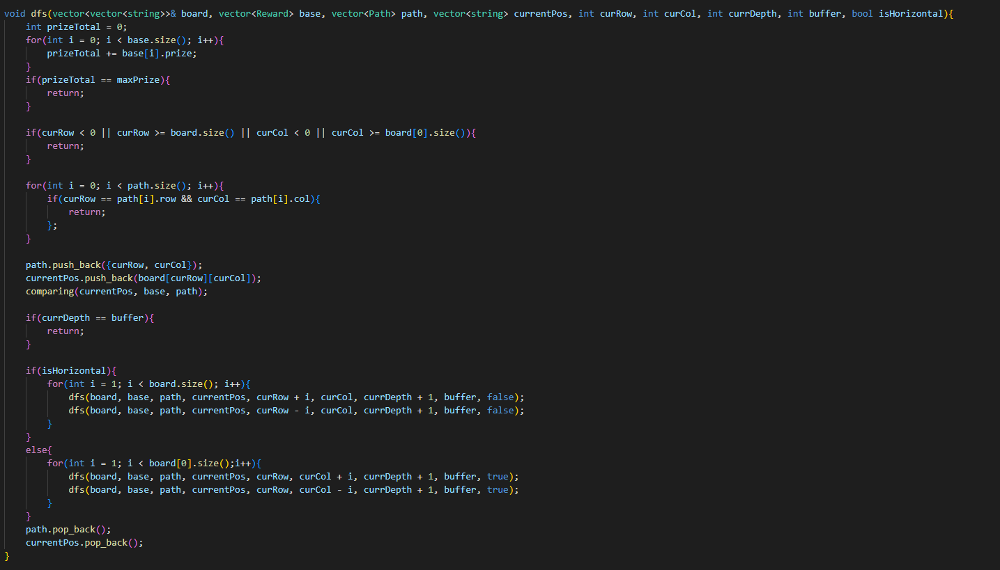 void dfs(vector<vector<string>>& board, vector<Reward> base, vector<Path> path, vector<string> currentPos, int curRow, int curCol, int currDepth, int buffer, bool isHorizontal){
    int prizeTotal = 0;
    for(int i = 0; i < base.size(); i++){
        prizeTotal += base[i].prize;
    }
    if(prizeTotal == maxPrize){
        return;
    }

    if(curRow < 0 || curRow >= board.size() || curCol < 0 || curCol >= board[0].size()){
        return;
    }

    for(int i = 0; i < path.size(); i++){
        if(curRow == path[i].row && curCol == path[i].col){
            return;
        };
    }

    path.push_back({curRow, curCol});
    currentPos.push_back(board[curRow][curCol]);
    comparing(currentPos, base, path);

    if(currDepth == buffer){
        return;
    }

    if(isHorizontal){
        for(int i = 1; i < board.size(); i++){
            dfs(board, base, path, currentPos, curRow + i, curCol, currDepth + 1, buffer, false);
            dfs(board, base, path, currentPos, curRow - i, curCol, currDepth + 1, buffer, false);
        }
    }
    else{
        for(int i = 1; i < board[0].size();i++){
            dfs(board, base, path, currentPos, curRow, curCol + i, currDepth + 1, buffer, true);
            dfs(board, base, path, currentPos, curRow, curCol - i, currDepth + 1, buffer, true);
        }
    }
    path.pop_back();
    currentPos.pop_back();
}